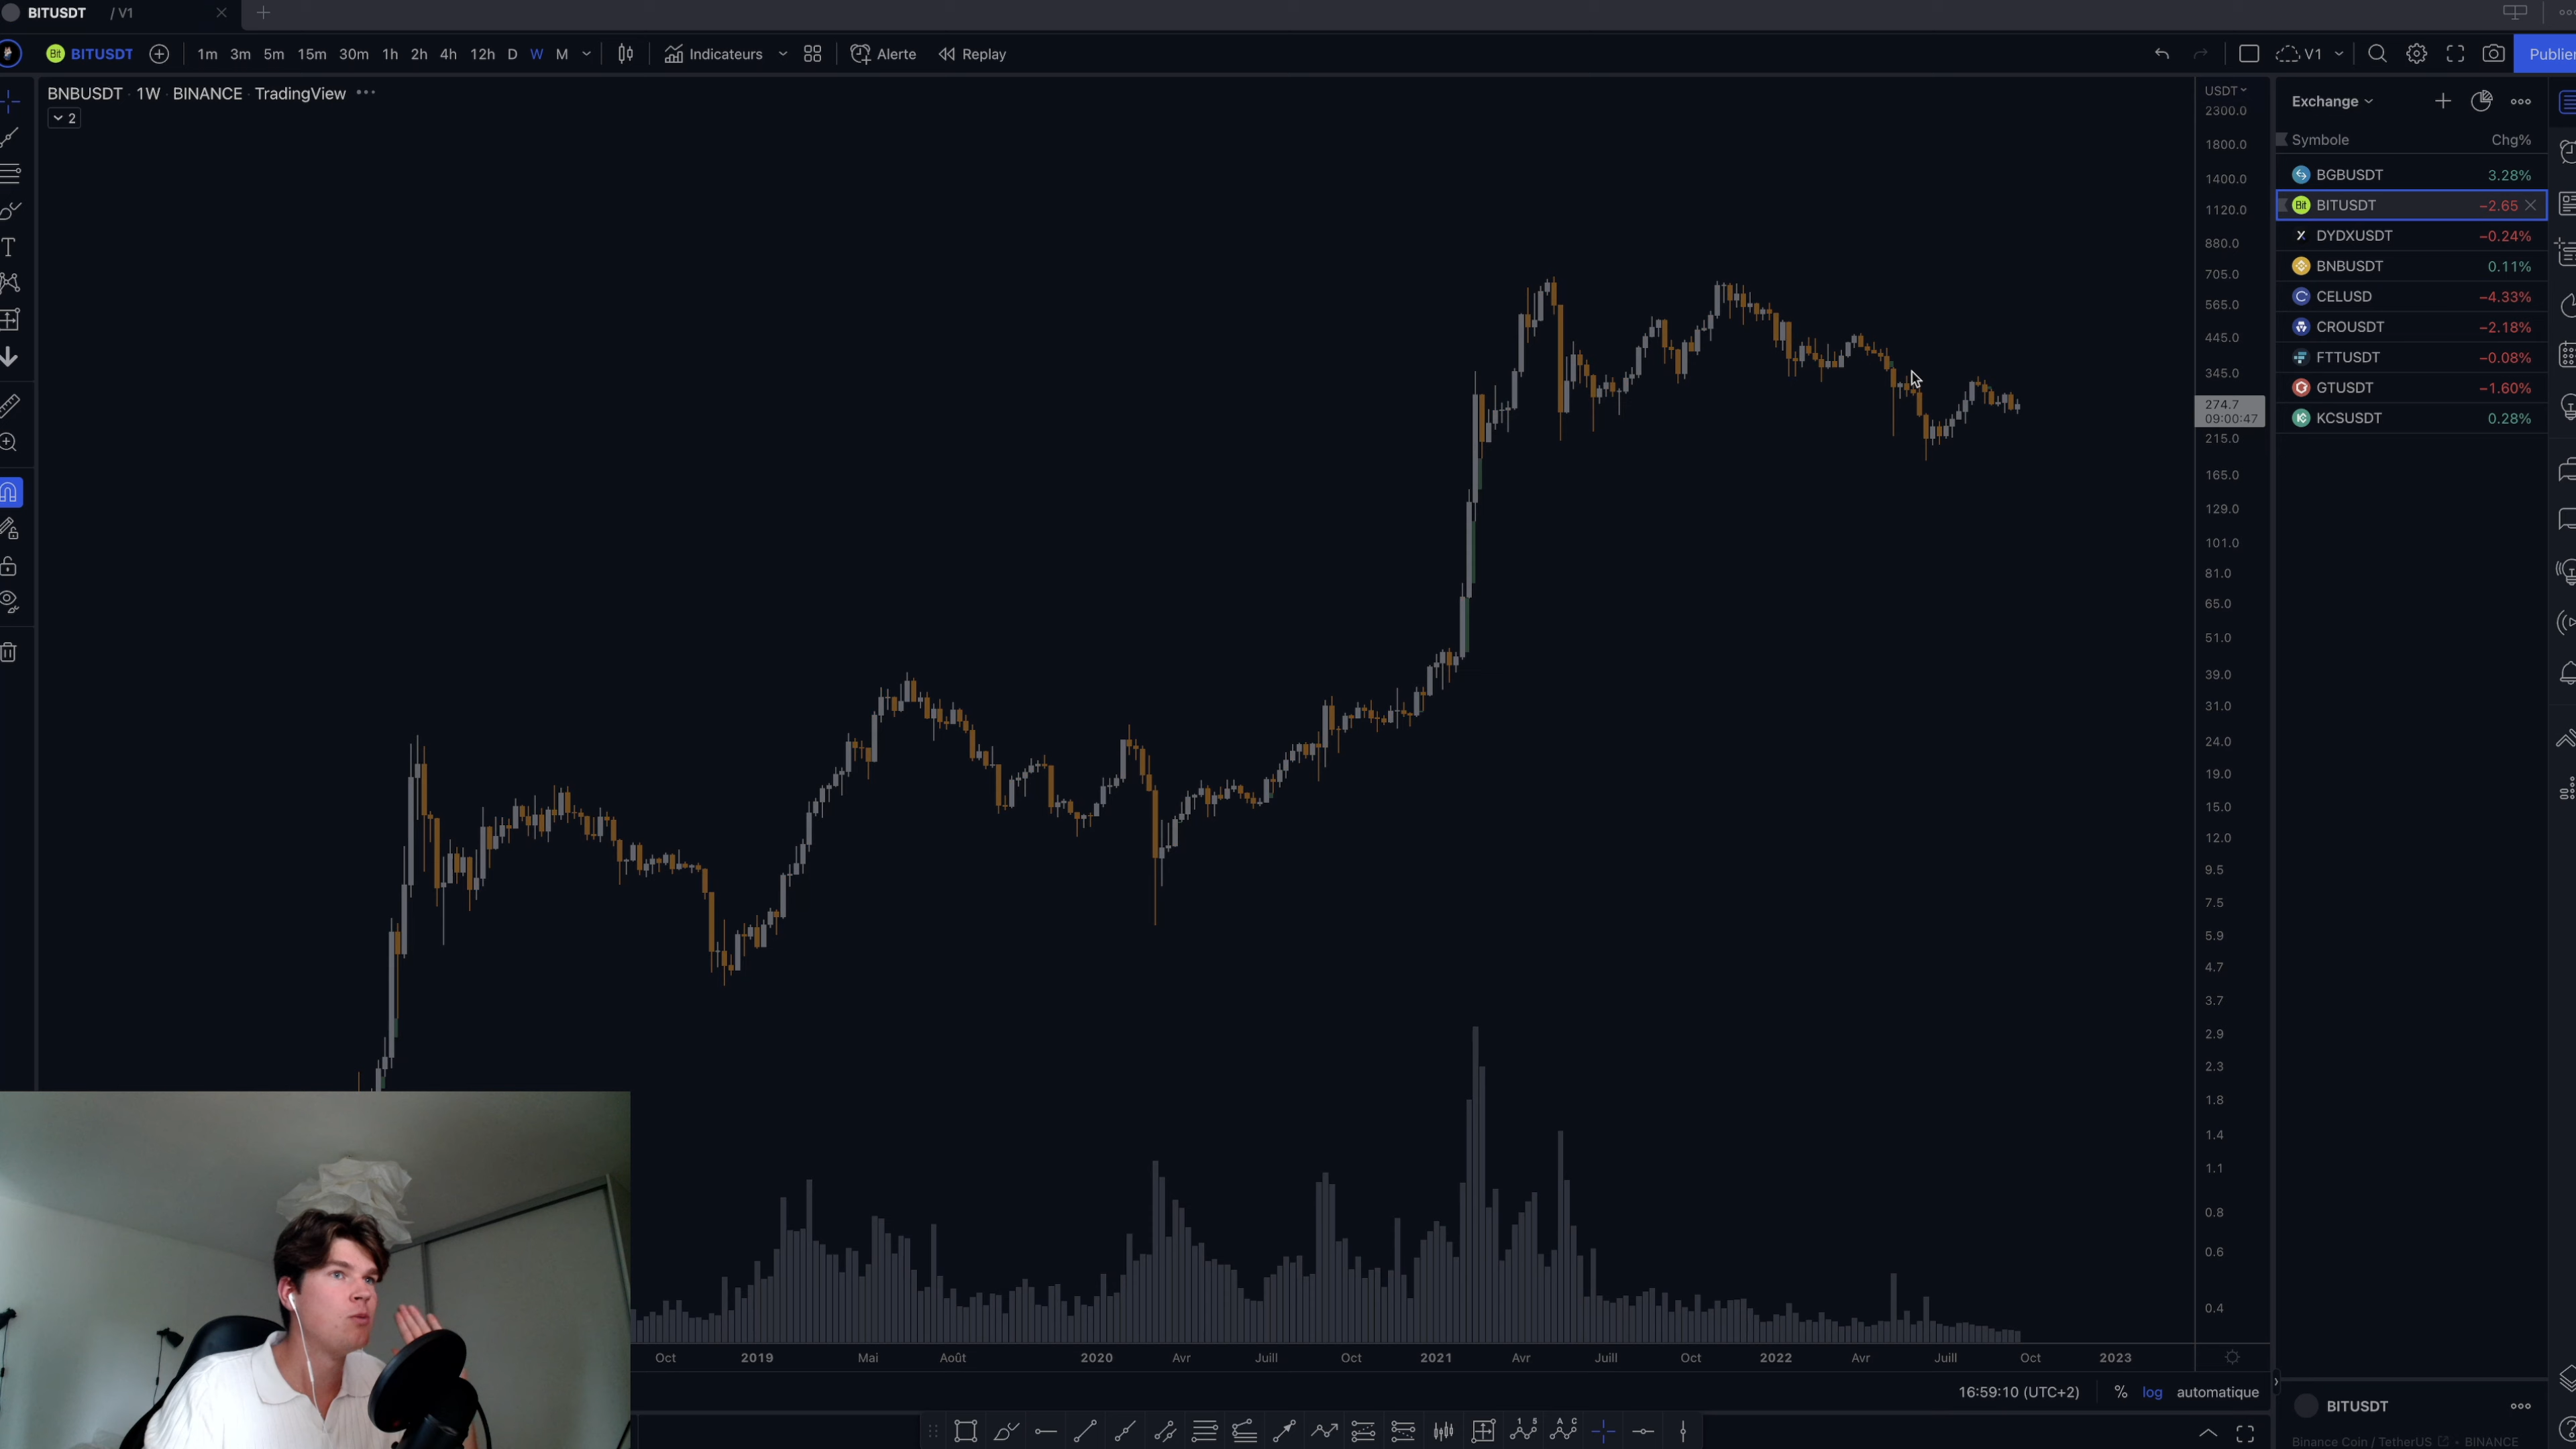 BITUSDT / V1
Bit BITUSDT 1m 3m 5m 15m 30m 1h 2h 4h 12h D W M Indicateurs Alerte Replay V1 Publier
BNBUSDT · 1W · BINANCE · TradingView
2
USDT
2300.0
1800.0
1400.0
1120.0
880.0
705.0
565.0
445.0
345.0
274.7
09:00:47
215.0
165.0
129.0
101.0
81.0
65.0
51.0
39.0
31.0
24.0
19.0
15.0
12.0
9.5
7.5
5.9
4.7
3.7
2.9
2.3
1.8
1.4
1.1
0.8
0.6
0.4
Exchange
Symbole Chg%
BGBUSDT 3.28%
Bit BITUSDT −2.65
DYDXUSDT −0.24%
BNBUSDT 0.11%
CELUSD −4.33%
CROUSDT −2.18%
FTTUSDT −0.08%
GTUSDT −1.60%
KCSUSDT 0.28%
Oct 2019 Mai Août 2020 Avr Juill Oct 2021 Avr Juill Oct 2022 Avr Juill Oct 2023
16:59:10 (UTC+2) % log automatique
BITUSDT
Binance Coin / TetherUS · BINANCE